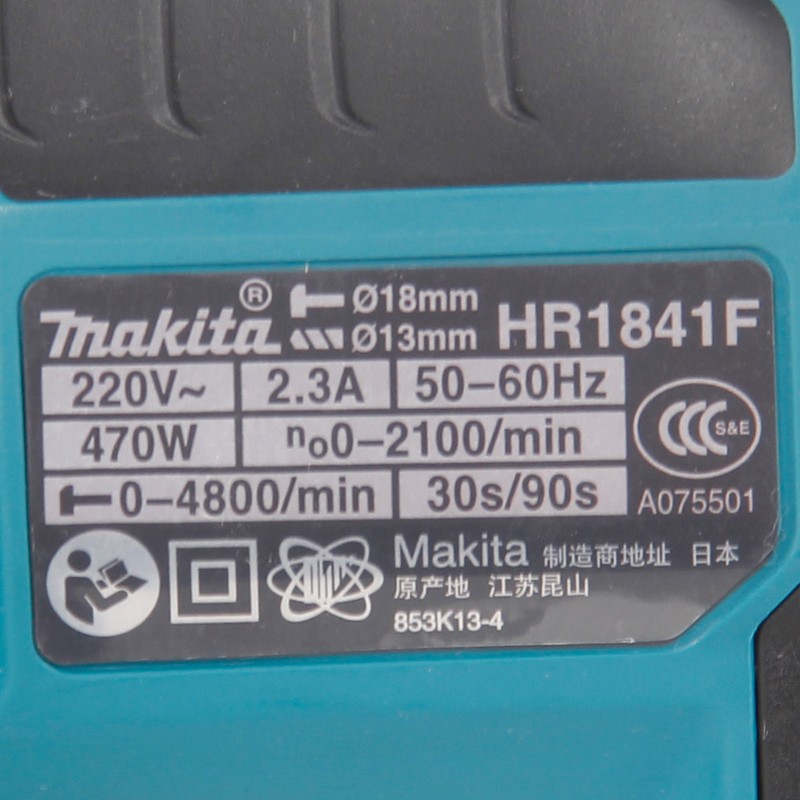 makita® Ø18mm
Ø13mm HR1841F
220V~ 2.3A 50-60Hz
470W n₀0-2100/min
0-4800/min 30s/90s
CCC S&E
A075501
Makita 制造商地址 日本
原产地 江苏昆山
853K13-4